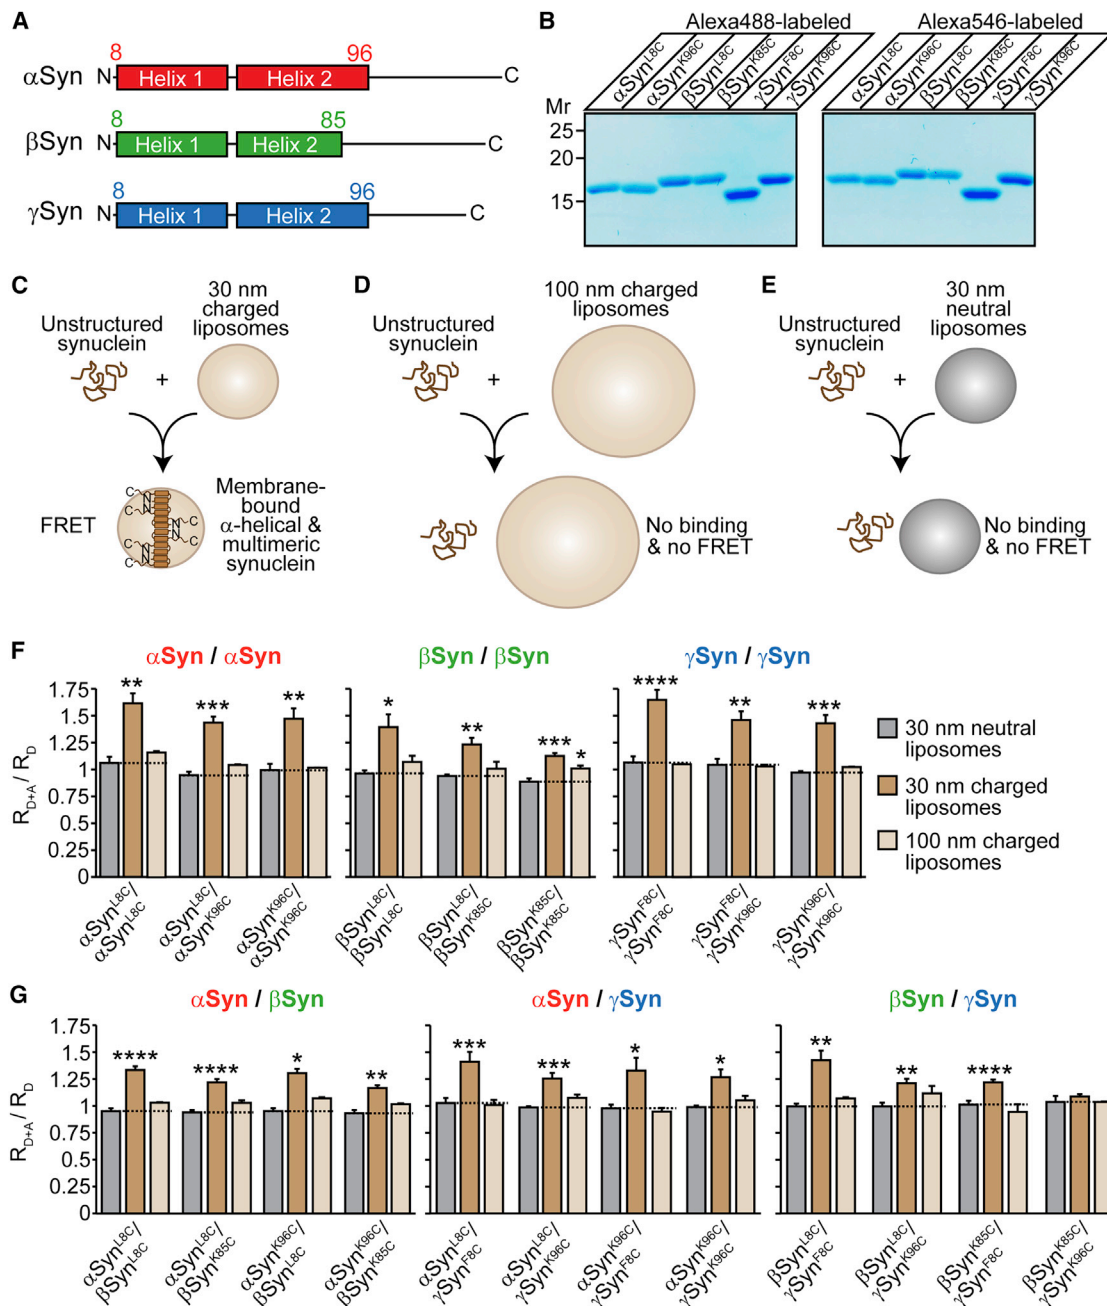 A
αSyn
N
8
Helix 1
Helix 2
96
C
βSyn
N
8
Helix 1
Helix 2
85
C
γSyn
N
8
Helix 1
Helix 2
96
C
B
Alexa488-labeled
Alexa546-labeled
αSynL8C
αSynK96C
βSynL8C
βSynK85C
γSynF8C
γSynK96C
αSynL8C
αSynK96C
βSynL8C
βSynK85C
γSynF8C
γSynK96C
Mr
25
20
15
C
Unstructured
synuclein
+
30 nm
charged
liposomes
FRET
C
C
N
N
C
N
N
C
C
C
Membrane-
bound
α-helical &
multimeric
synuclein
D
Unstructured
synuclein
+
100 nm charged
liposomes
No binding
& no FRET
E
Unstructured
synuclein
+
30 nm
neutral
liposomes
No binding
& no FRET
F
αSyn / αSyn
βSyn / βSyn
γSyn / γSyn
RD+A / RD
1.75
1.5
1.25
1
0.75
0.5
0.25
0
**
***
**
*
**
***
*
****
**
***
αSynL8C/
αSynL8C
αSynL8C/
αSynK96C
αSynK96C/
αSynK96C
βSynL8C/
βSynL8C
βSynL8C/
βSynK85C
βSynK85C/
βSynK85C
γSynF8C/
γSynF8C
γSynF8C/
γSynK96C
γSynK96C/
γSynK96C
30 nm neutral
liposomes
30 nm charged
liposomes
100 nm charged
liposomes
G
αSyn / βSyn
αSyn / γSyn
βSyn / γSyn
RD+A / RD
1.75
1.5
1.25
1
0.75
0.5
0.25
0
****
****
*
**
***
***
*
*
**
**
****
αSynL8C/
βSynL8C
αSynL8C/
βSynK85C
αSynK96C/
βSynL8C
αSynK96C/
βSynK85C
αSynL8C/
γSynF8C
αSynL8C/
γSynK96C
αSynK96C/
γSynF8C
αSynK96C/
γSynK96C
βSynL8C/
γSynF8C
βSynL8C/
γSynK96C
βSynK85C/
γSynF8C
βSynK85C/
γSynK96C